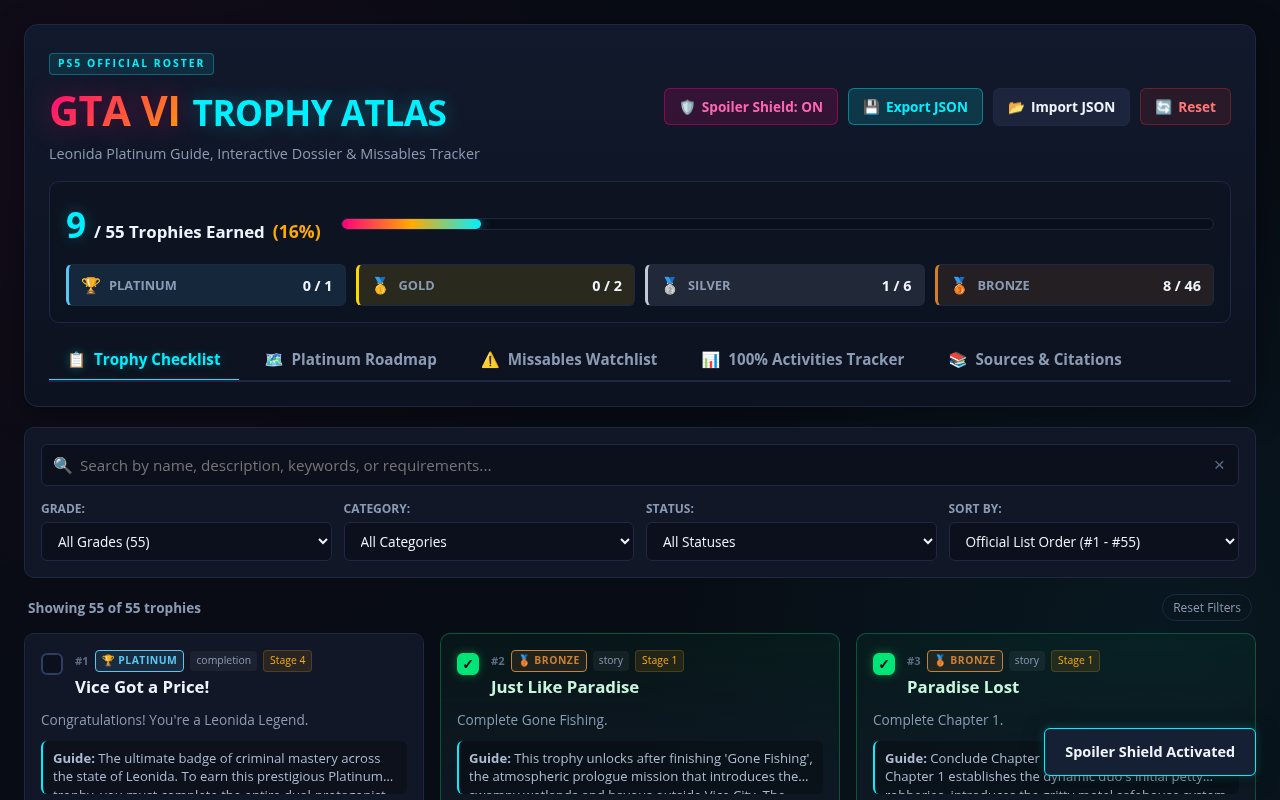 PS5 OFFICIAL ROSTER
GTA VI TROPHY ATLAS
Spoiler Shield: ON
Export JSON
Import JSON
Reset
Leonida Platinum Guide, Interactive Dossier & Missables Tracker
9 / 55 Trophies Earned (16%)
PLATINUM 0 / 1
GOLD 0 / 2
SILVER 1 / 6
BRONZE 8 / 46
Trophy Checklist
Platinum Roadmap
Missables Watchlist
100% Activities Tracker
Sources & Citations
Search by name, description, keywords, or requirements...
GRADE:
CATEGORY:
STATUS:
SORT BY:
All Grades (55)
All Categories
All Statuses
Official List Order (#1 - #55)
Showing 55 of 55 trophies
Reset Filters
#1 PLATINUM completion Stage 4
Vice Got a Price!
Congratulations! You're a Leonida Legend.
Guide: The ultimate badge of criminal mastery across
the state of Leonida. To earn this prestigious Platinum...
#2 BRONZE story Stage 1
Just Like Paradise
Complete Gone Fishing.
Guide: This trophy unlocks after finishing 'Gone Fishing',
the atmospheric prologue mission that introduces the...
#3 BRONZE story Stage 1
Paradise Lost
Complete Chapter 1.
Guide: Conclude Chapter
Chapter 1 establishes the dynamic duo's initial petty...
Spoiler Shield Activated